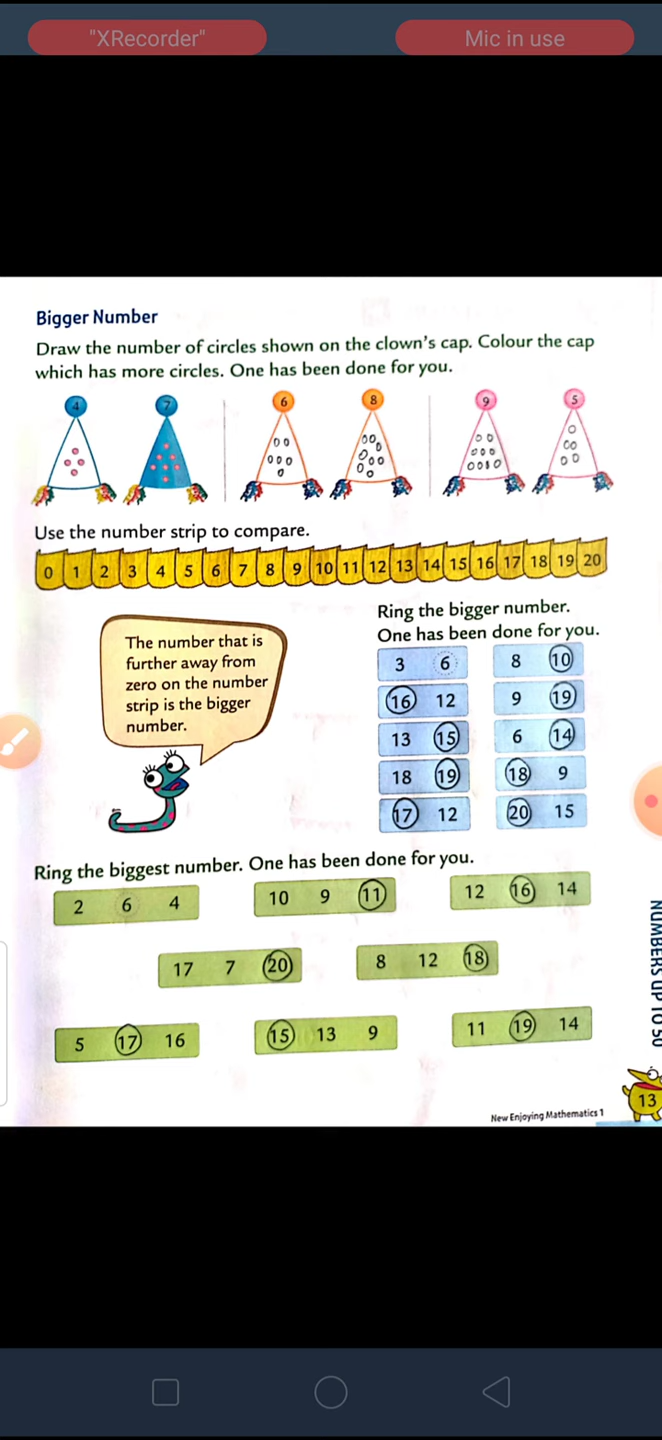 "XRecorder"
Mic in use
Bigger Number
Draw the number of circles shown on the clown's cap. Colour the cap
which has more circles. One has been done for you.
4 7 6 8 9 5
Use the number strip to compare.
0 1 2 3 4 5 6 7 8 9 10 11 12 13 14 15 16 17 18 19 20
The number that is
further away from
zero on the number
strip is the bigger
number.
Ring the bigger number.
One has been done for you.
3 6 8 10
16 12 9 19
13 15 6 14
18 19 18 9
17 12 20 15
Ring the biggest number. One has been done for you.
2 6 4 10 9 11 12 16 14
17 7 20 8 12 18
5 17 16 15 13 9 11 19 14
NUMBERS UP TO 50
New Enjoying Mathematics 1
13